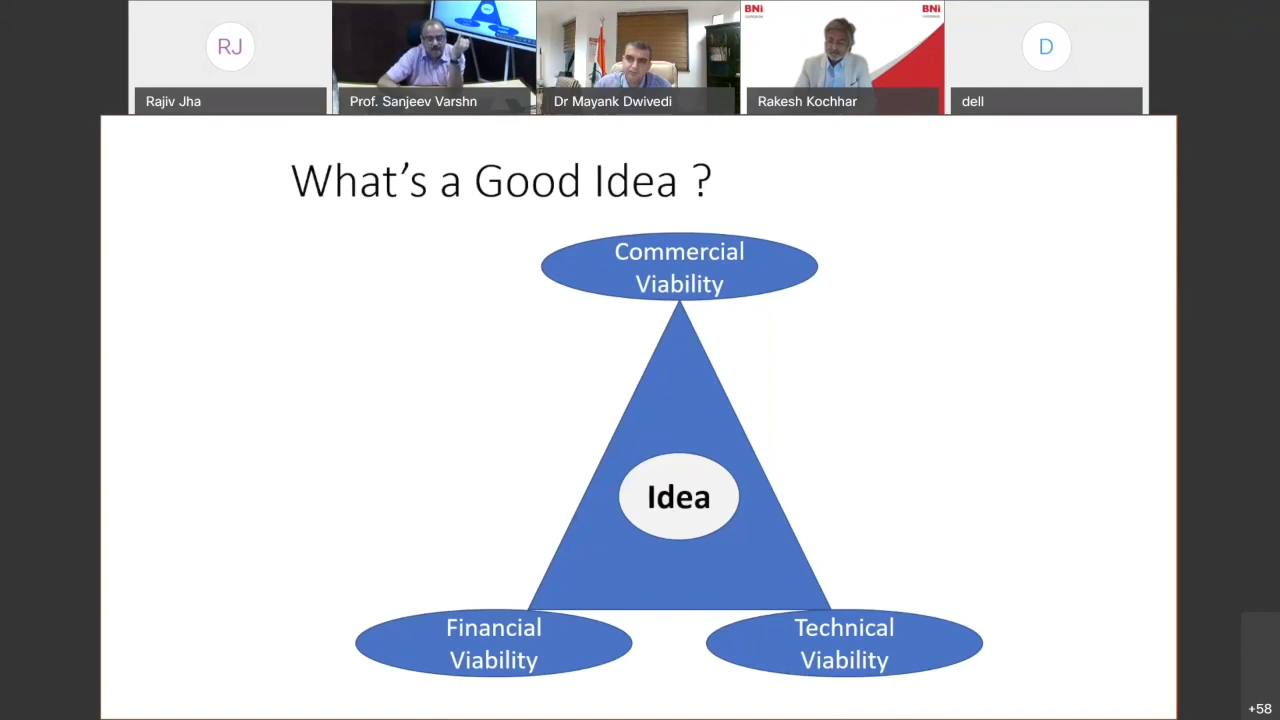 RJ
D
BNI
BNI
Rajiv Jha
Prof. Sanjeev Varshn
Dr Mayank Dwivedi
Rakesh Kochhar
dell
What's a Good Idea ?
Commercial
Viability
Idea
Financial
Viability
Technical
Viability
+58